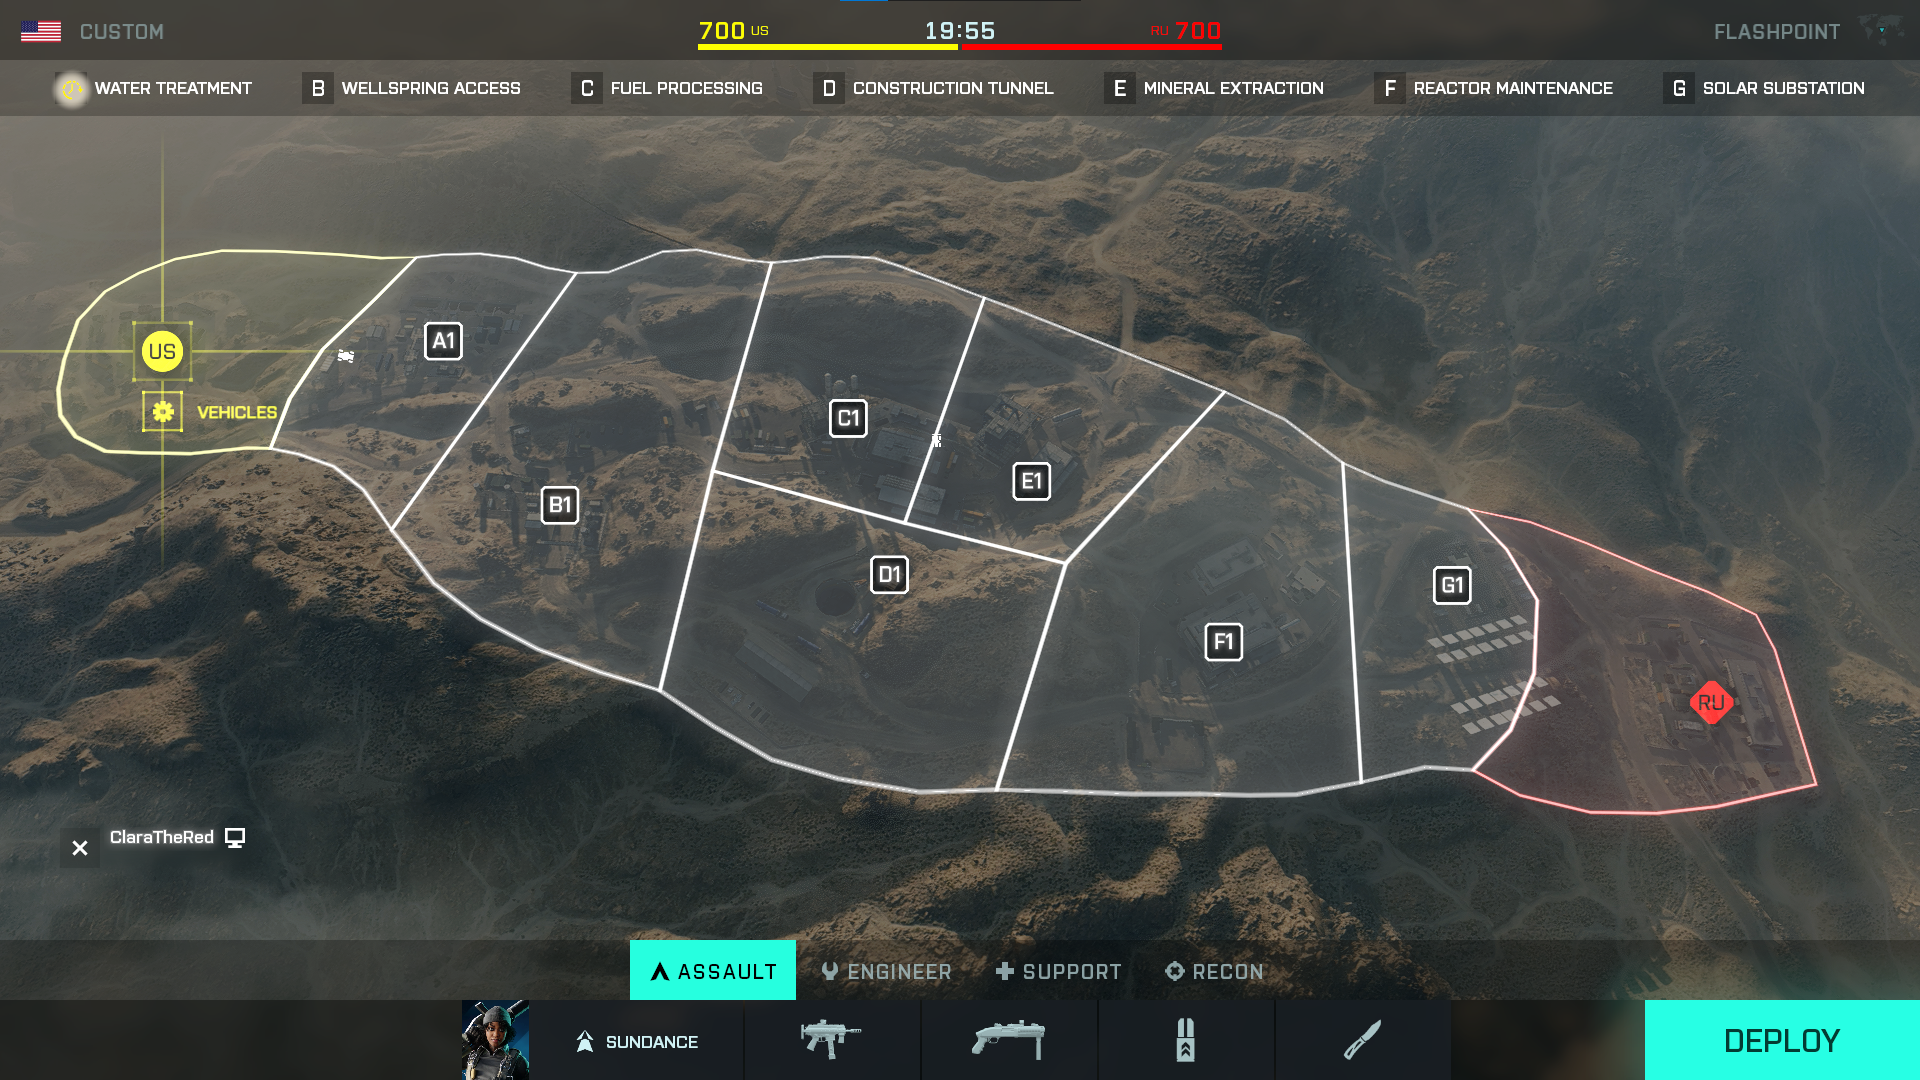 CUSTOM
700 US
19:55
RU 700
FLASHPOINT
WATER TREATMENT
B WELLSPRING ACCESS
C FUEL PROCESSING
D CONSTRUCTION TUNNEL
E MINERAL EXTRACTION
F REACTOR MAINTENANCE
G SOLAR SUBSTATION
A1
US
VEHICLES
C1
E1
B1
D1
G1
F1
RU
ClaraTheRed
ASSAULT
ENGINEER
SUPPORT
RECON
SUNDANCE
DEPLOY